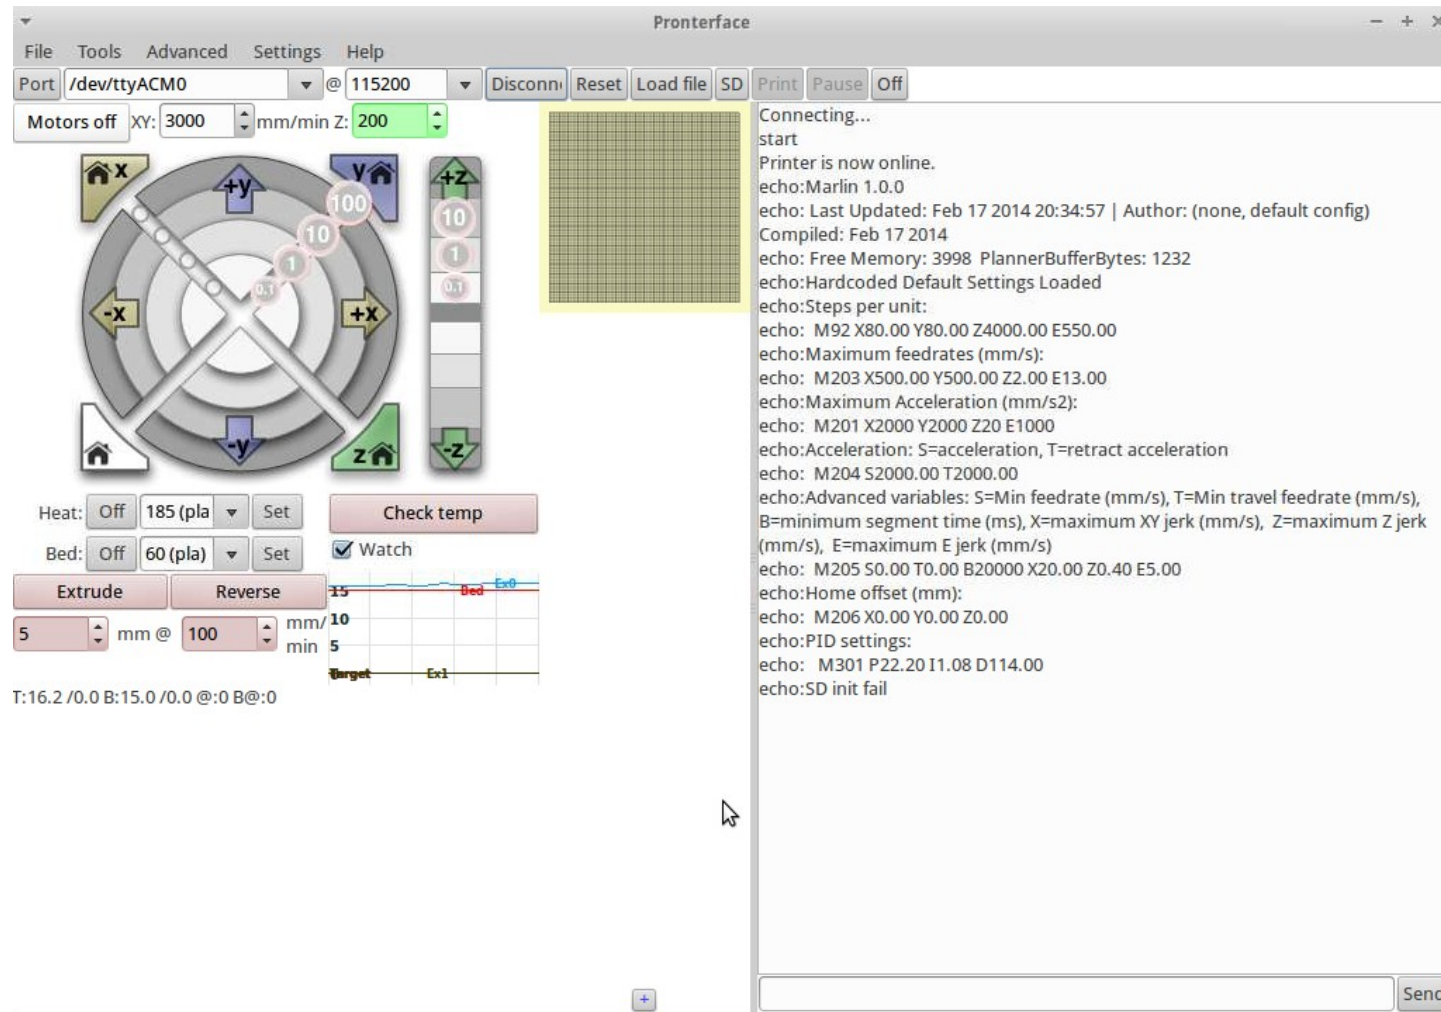 Pronterface
File Tools Advanced Settings Help
Port /dev/ttyACM0 @ 115200 Disconn Reset Load file SD Print Pause Off
Motors off XY: 3000 mm/min Z: 200
x +y y +z
100
10
1
0.1
10
1
0.1
-x +x
-y z -z
Heat: Off 185 (pla Set Check temp
Bed: Off 60 (pla) Set Watch
Extrude Reverse
5 mm @ 100 mm/
min
15 Bed Ex0
10
5
Target Ex1
T:16.2 /0.0 B:15.0 /0.0 @:0 B@:0
+
Connecting...
start
Printer is now online.
echo:Marlin 1.0.0
echo: Last Updated: Feb 17 2014 20:34:57 | Author: (none, default config)
Compiled: Feb 17 2014
echo: Free Memory: 3998  PlannerBufferBytes: 1232
echo:Hardcoded Default Settings Loaded
echo:Steps per unit:
echo:  M92 X80.00 Y80.00 Z4000.00 E550.00
echo:Maximum feedrates (mm/s):
echo:  M203 X500.00 Y500.00 Z2.00 E13.00
echo:Maximum Acceleration (mm/s2):
echo:  M201 X2000 Y2000 Z20 E1000
echo:Acceleration: S=acceleration, T=retract acceleration
echo:  M204 S2000.00 T2000.00
echo:Advanced variables: S=Min feedrate (mm/s), T=Min travel feedrate (mm/s),
B=minimum segment time (ms), X=maximum XY jerk (mm/s),  Z=maximum Z jerk
(mm/s),  E=maximum E jerk (mm/s)
echo:  M205 S0.00 T0.00 B20000 X20.00 Z0.40 E5.00
echo:Home offset (mm):
echo:  M206 X0.00 Y0.00 Z0.00
echo:PID settings:
echo:   M301 P22.20 I1.08 D114.00
echo:SD init fail
Send